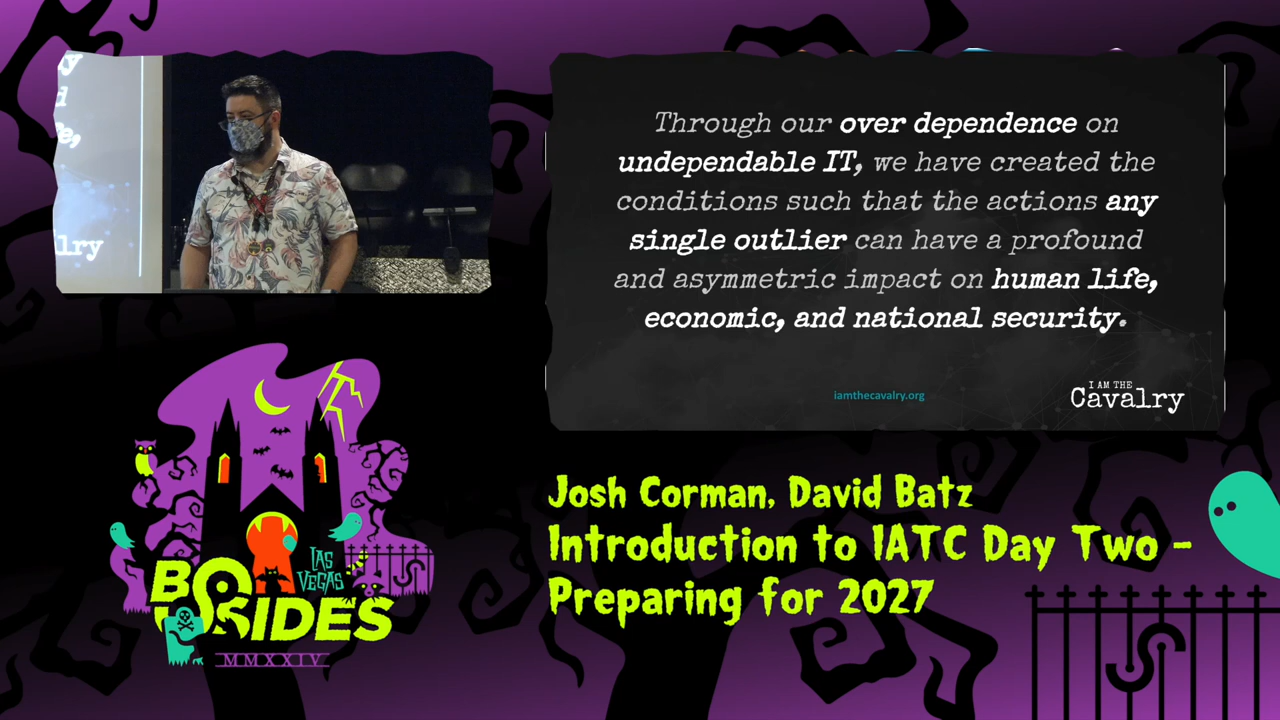 y
d
fe,
lry
Through our over dependence on
undependable IT, we have created the
conditions such that the actions any
single outlier can have a profound
and asymmetric impact on human life,
economic, and national security.
iamthecavalry.org
I AM THE
Cavalry
LAS
VEGAS
BSIDES
MMXXIV
Josh Corman, David Batz
Introduction to IATC Day Two -
Preparing for 2027